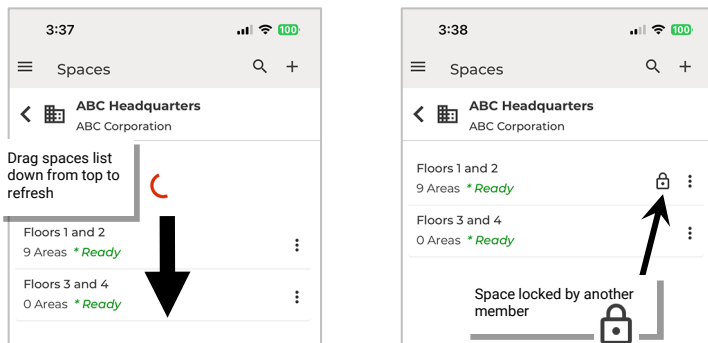 3:37
100
Spaces
ABC Headquarters
ABC Corporation
Drag spaces list
down from top to
refresh
Floors 1 and 2
9 Areas * Ready
Floors 3 and 4
0 Areas * Ready
3:38
100
Spaces
ABC Headquarters
ABC Corporation
Floors 1 and 2
9 Areas * Ready
Floors 3 and 4
0 Areas * Ready
Space locked by another
member